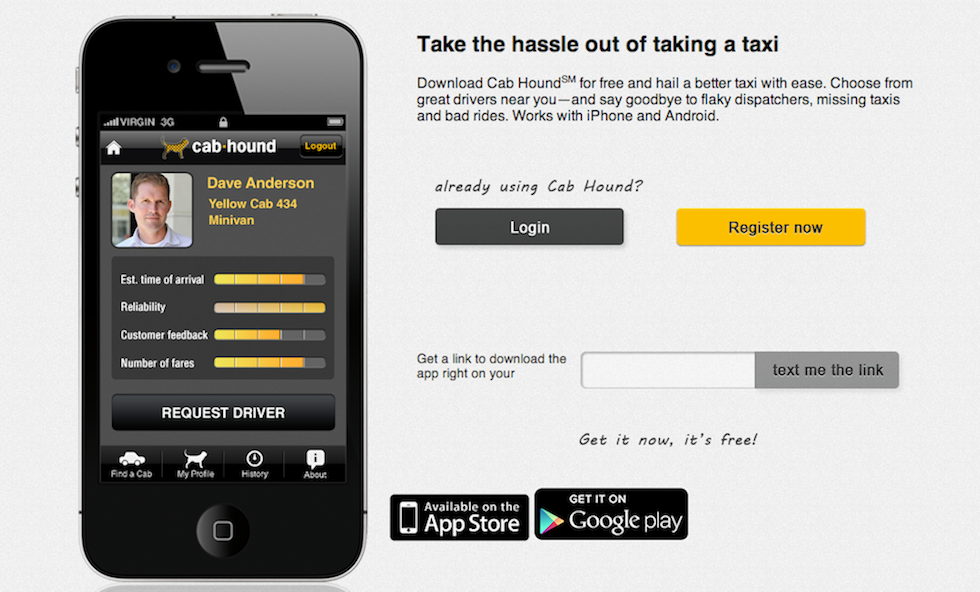 VIRGIN 3G
cab·hound
Logout
Dave Anderson
Yellow Cab 434
Minivan
Est. time of arrival
Reliability
Customer feedback
Number of fares
REQUEST DRIVER
Find a Cab
My Profile
History
About
Take the hassle out of taking a taxi
Download Cab Hound℠ for free and hail a better taxi with ease. Choose from
great drivers near you—and say goodbye to flaky dispatchers, missing taxis
and bad rides. Works with iPhone and Android.
already using Cab Hound?
Login
Register now
Get a link to download the
app right on your
text me the link
Get it now, it's free!
Available on the
App Store
GET IT ON
Google play